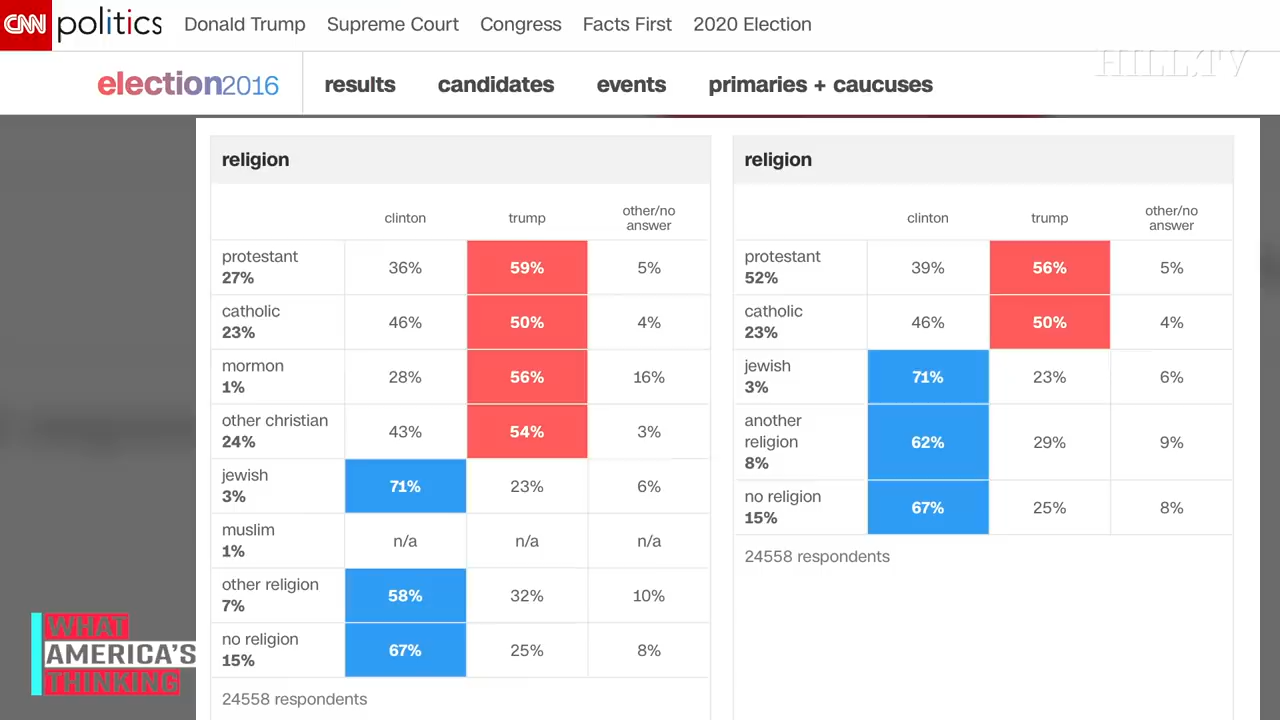 CNN politics Donald Trump Supreme Court Congress Facts First 2020 Election
HILL.TV
election2016 results candidates events primaries + caucuses
religion
clinton trump other/no
answer
protestant
27% 36% 59% 5%
catholic
23% 46% 50% 4%
mormon
1% 28% 56% 16%
other christian
24% 43% 54% 3%
jewish
3% 71% 23% 6%
muslim
1% n/a n/a n/a
other religion
7% 58% 32% 10%
no religion
15% 67% 25% 8%
24558 respondents
religion
clinton trump other/no
answer
protestant
52% 39% 56% 5%
catholic
23% 46% 50% 4%
jewish
3% 71% 23% 6%
another
religion
8% 62% 29% 9%
no religion
15% 67% 25% 8%
24558 respondents
WHAT
AMERICA'S
THINKING